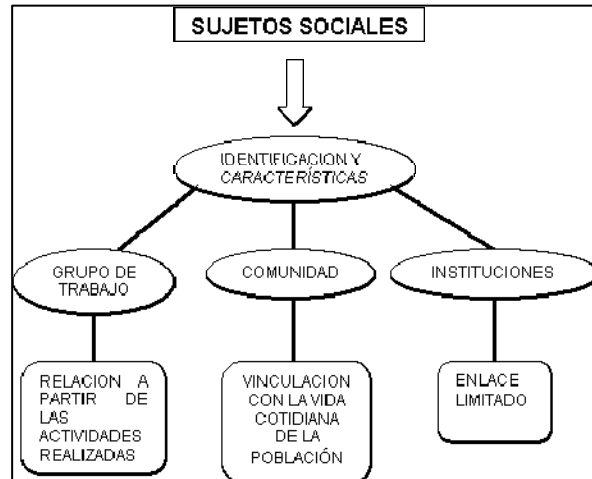 SUJETOS SOCIALES
IDENTIFICACION Y
CARACTERÍSTICAS
GRUPO DE
TRABAJO
COMUNIDAD
INSTITUCIONES
RELACION A
PARTIR DE
LAS
ACTIVIDADES
REALIZADAS
VINCULACION
CON LA VIDA
COTIDIANA
DE LA
POBLACIÓN
ENLACE
LIMITADO